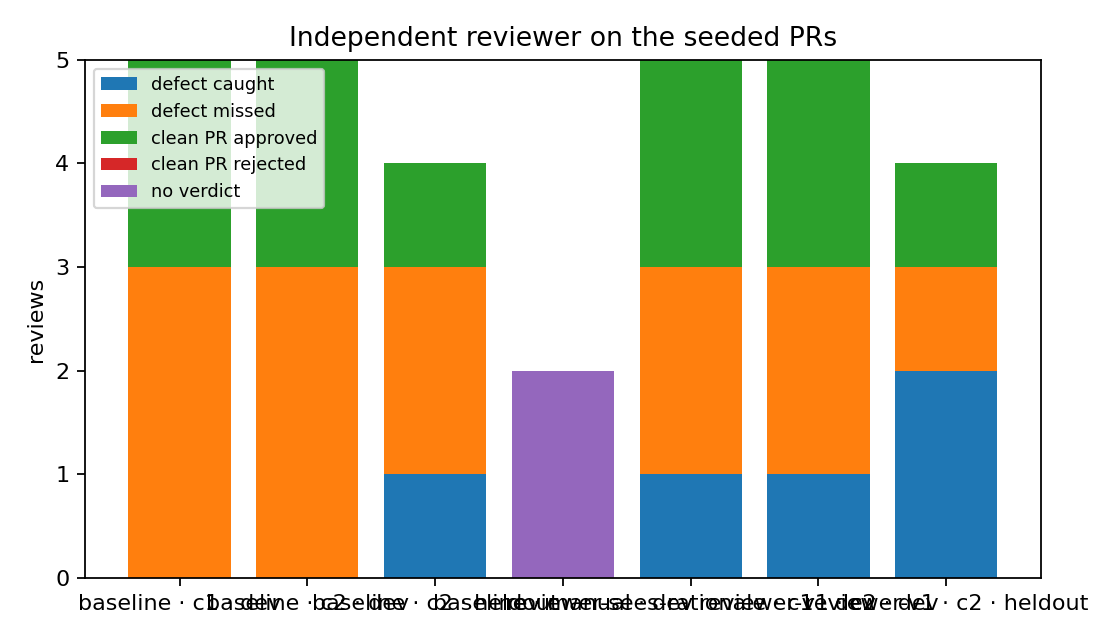 Independent reviewer on the seeded PRs
5
4
3
2
1
0
reviews
defect caught
defect missed
clean PR approved
clean PR rejected
no verdict
baseline · c1
c2 · heldout